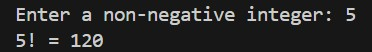 Enter a non-negative integer: 5
5! = 120